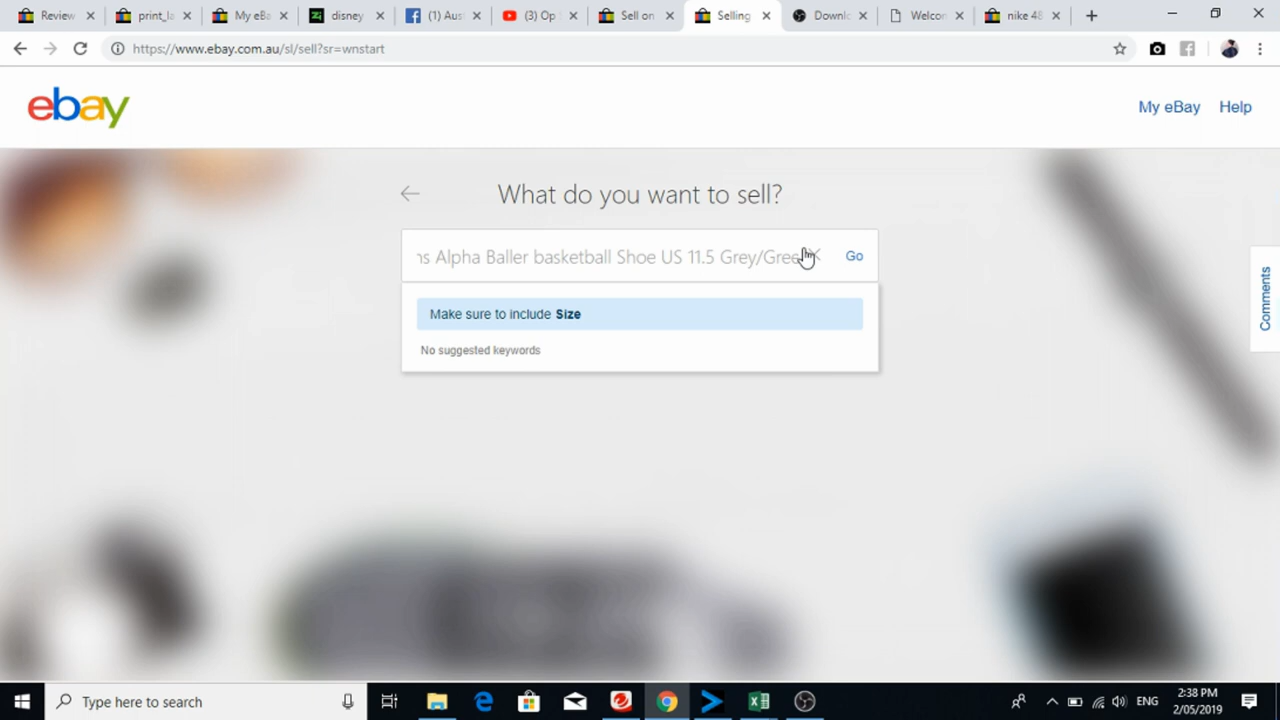 Review
print_la
My eBa
disney
(1) Aus
(3) Op
Sell on
Selling
Downlo
Welcon
nike 48
https://www.ebay.com.au/sl/sell?sr=wnstart
ebay
My eBay
Help
What do you want to sell?
Alpha Baller basketball Shoe US 11.5 Grey/Gree
Go
Make sure to include Size
No suggested keywords
Comments
Type here to search
ENG
2:38 PM
2/05/2019